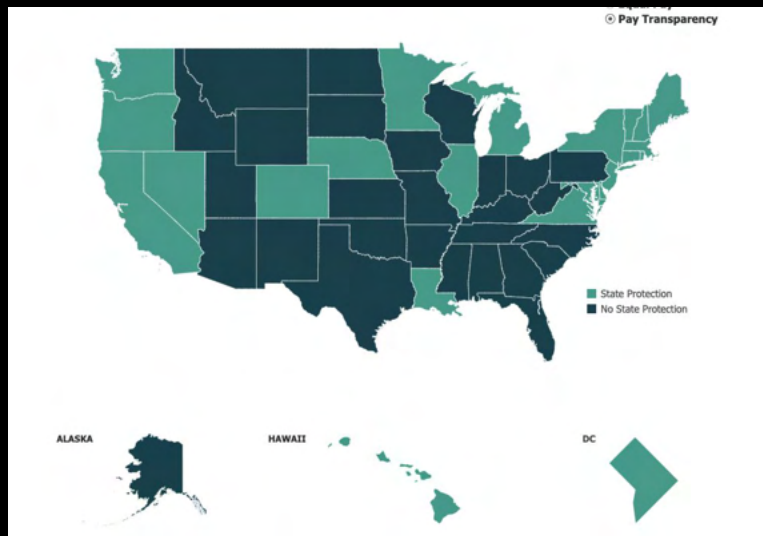 Pay Transparency
State Protection
No State Protection
ALASKA
HAWAII
DC